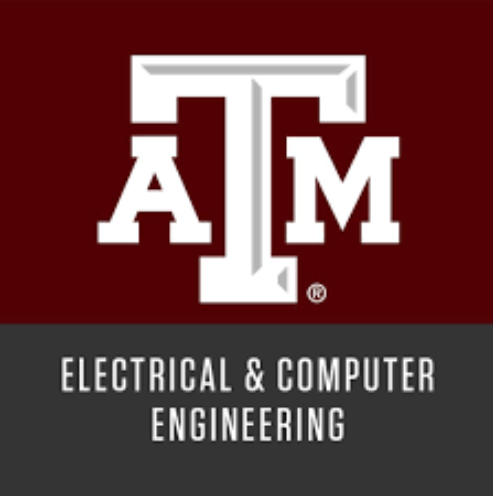 ATM
®
ELECTRICAL & COMPUTER
ENGINEERING